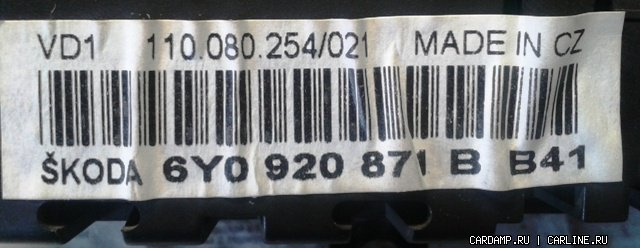 VD1 110.080.254/021 MADE IN CZ
ŠKODA 6Y0 920 871 B B41
CARDAMP.RU | CARLINE.RU